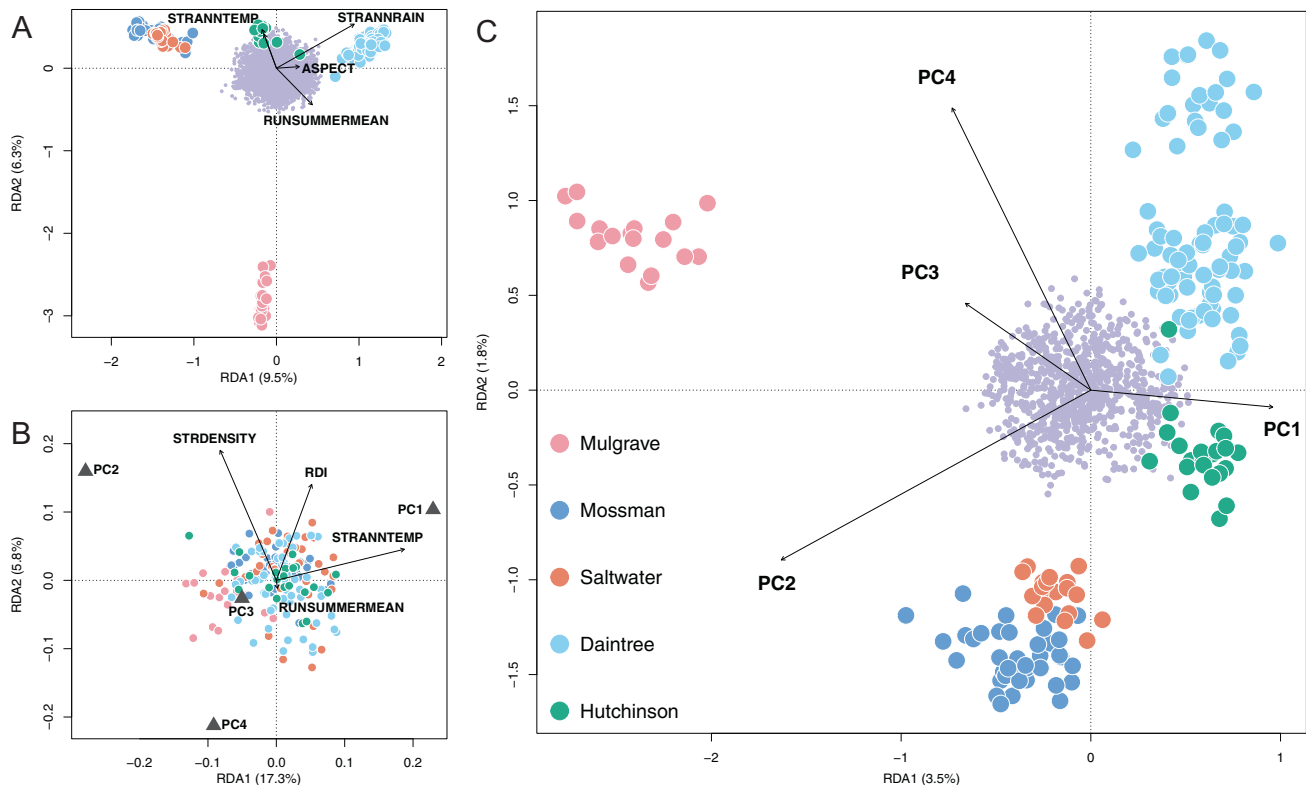 A
STRANNTEMP
STRANNRAIN
ASPECT
RUNSUMMERMEAN
0
−1
−2
−3
RDA2 (6.3%)
−2
−1
0
1
2
RDA1 (9.5%)
B
STRDENSITY
RDI
PC2
PC1
STRANNTEMP
PC3
RUNSUMMERMEAN
PC4
0.2
0.1
0.0
−0.1
−0.2
RDA2 (5.8%)
−0.2
−0.1
0.0
0.1
0.2
RDA1 (17.3%)
C
PC4
PC3
PC1
PC2
1.5
1.0
0.5
0.0
−0.5
−1.0
−1.5
RDA2 (1.8%)
Mulgrave
Mossman
Saltwater
Daintree
Hutchinson
−2
−1
0
1
RDA1 (3.5%)